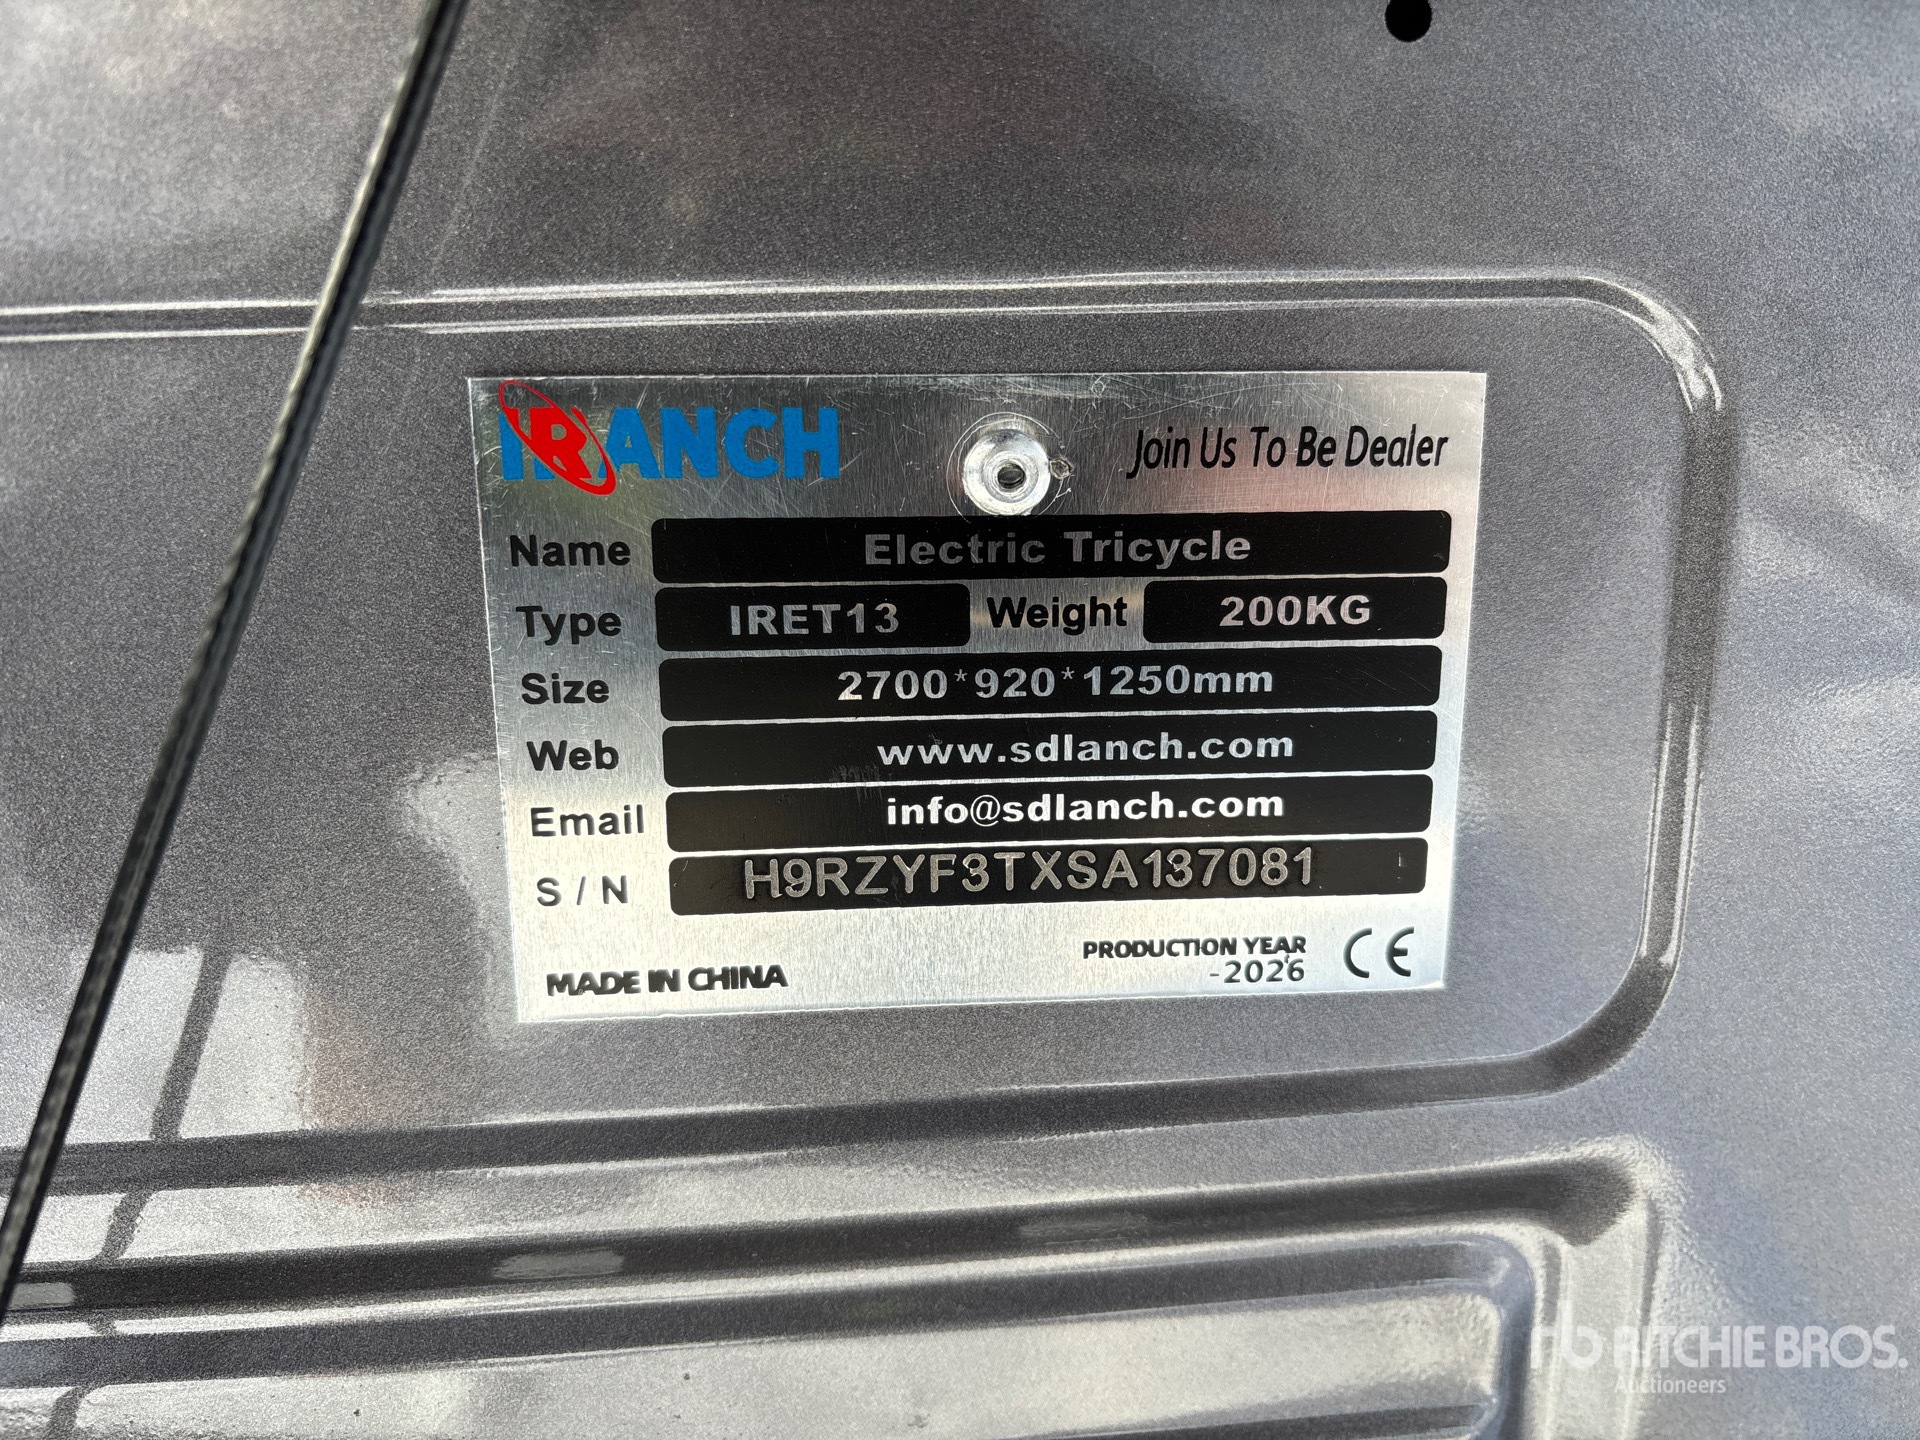 IRANCH
Join Us To Be Dealer
Name Electric Tricycle
Type IRET13 Weight 200KG
Size 2700*920*1250mm
Web www.sdlanch.com
Email info@sdlanch.com
S / N H9RZYF3TXSA137081
PRODUCTION YEAR
-2026
CE
MADE IN CHINA
rb RITCHIE BROS.
Auctioneers